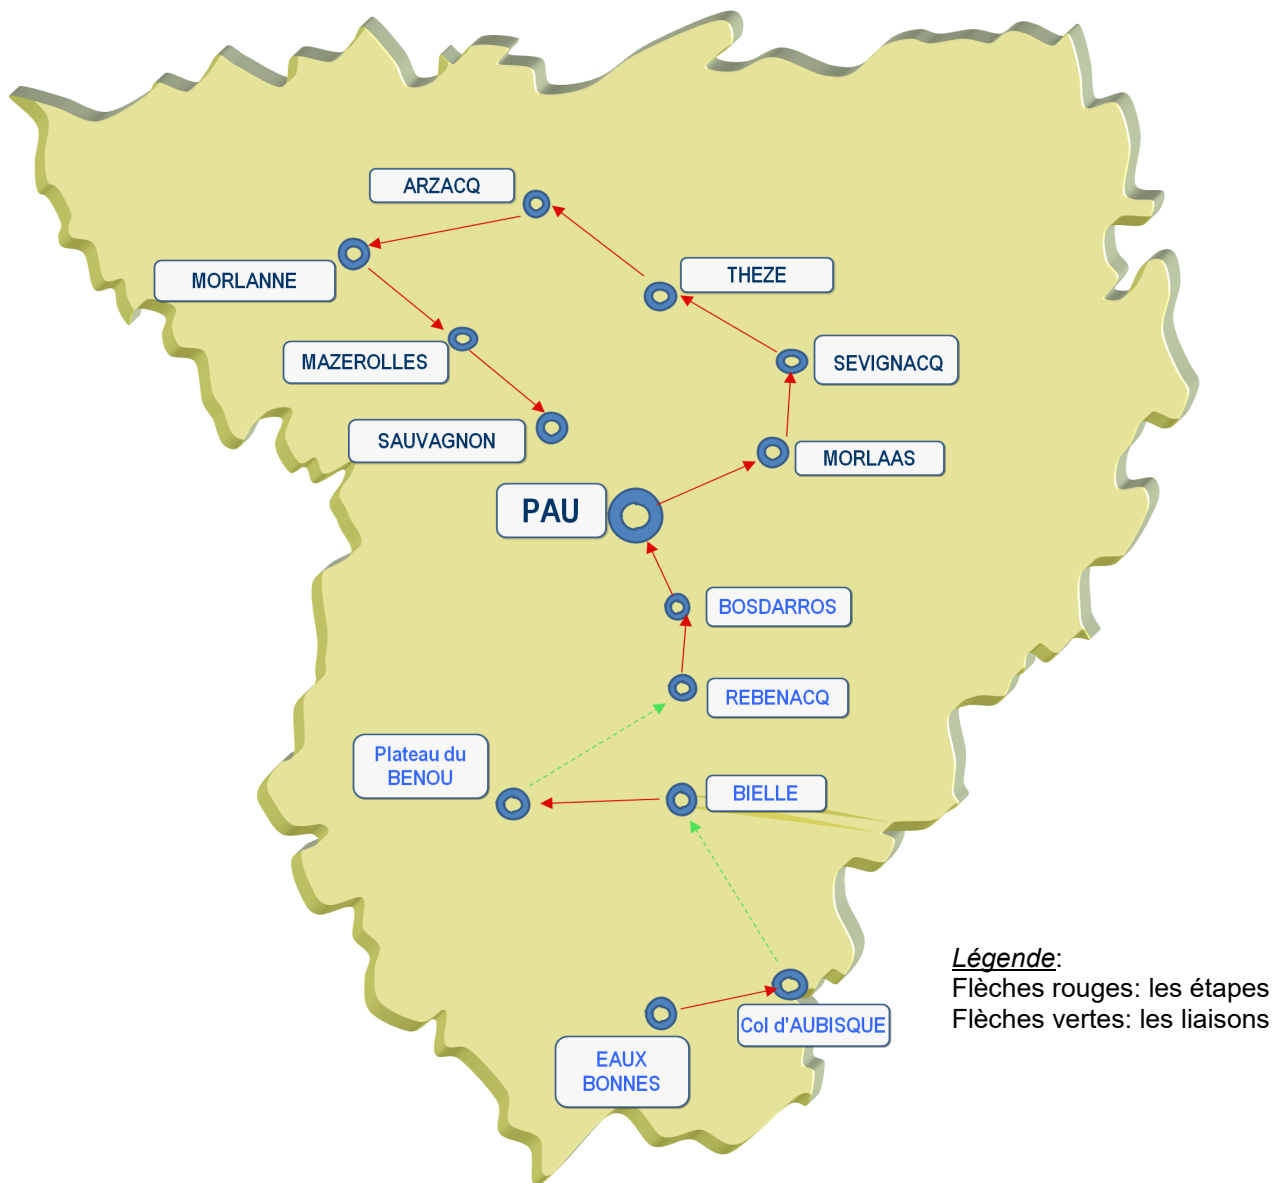 ARZACQ
MORLANNE
THEZE
MAZEROLLES
SEVIGNACQ
SAUVAGNON
MORLAAS
PAU
BOSDARROS
REBENACQ
Plateau du
BENOU
BIELLE
Légende:
Flèches rouges: les étapes
Flèches vertes: les liaisons
Col d'AUBISQUE
EAUX
BONNES